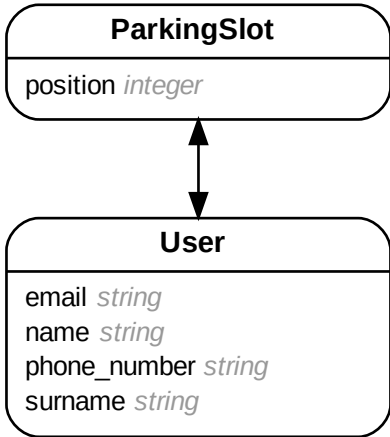 ParkingSlot
position integer
User
email string
name string
phone_number string
surname string